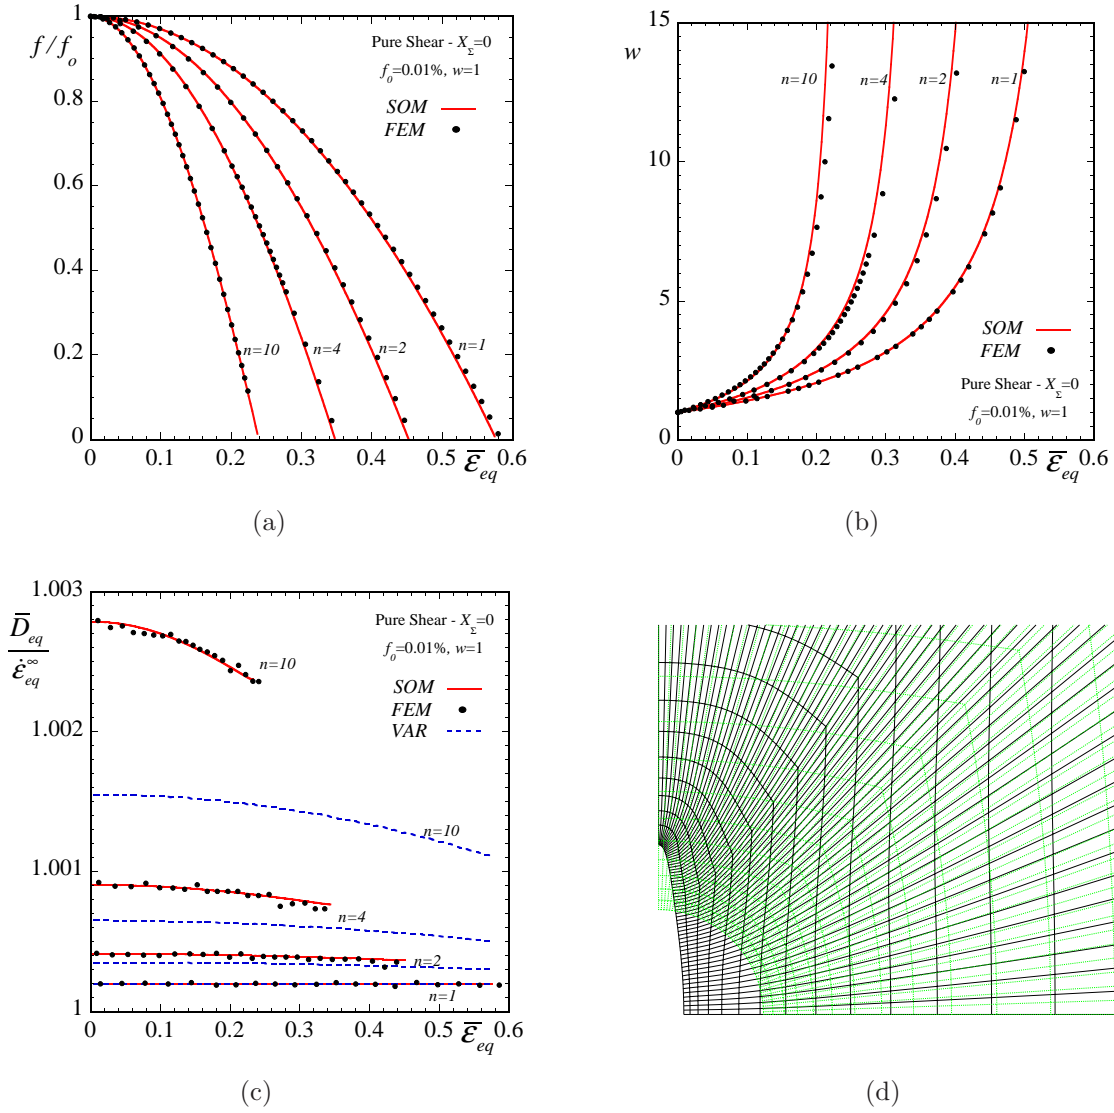 1
f/f_o
0.8
0.6
0.4
0.2
0
0 0.1 0.2 0.3 0.4 0.5 0.6
ε̄_eq
Pure Shear - X_Σ=0
f_0=0.01%, w=1
SOM
FEM
n=10
n=4
n=2
n=1
(a)
15
w
10
5
0
0 0.1 0.2 0.3 0.4 0.5 0.6
ε̄_eq
n=10
n=4
n=2
n=1
SOM
FEM
Pure Shear - X_Σ=0
f_0=0.01%, w=1
(b)
1.003
D̄_eq
ε̇_eq^∞
1.002
1.001
1
0 0.1 0.2 0.3 0.4 0.5 0.6
ε̄_eq
Pure Shear - X_Σ=0
f_0=0.01%, w=1
n=10
SOM
FEM
VAR
n=10
n=4
n=2
n=1
(c)
(d)